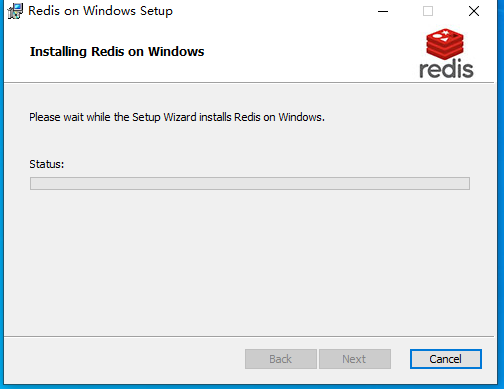 Redis on Windows Setup
Installing Redis on Windows
redis
Please wait while the Setup Wizard installs Redis on Windows.
Status:
Back
Next
Cancel